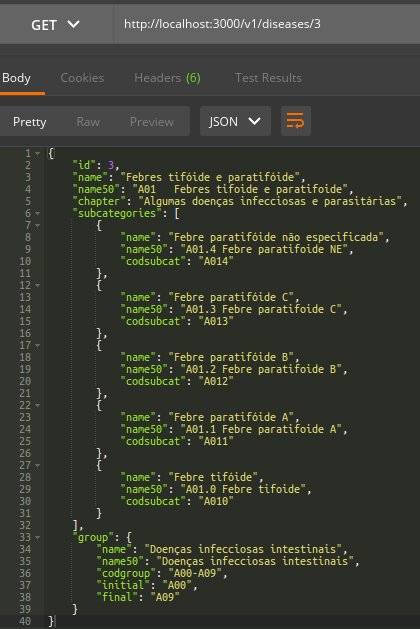 GET http://localhost:3000/v1/diseases/3
Body Cookies Headers (6) Test Results
Pretty Raw Preview JSON
1 {
2 "id": 3,
3 "name": "Febres tifóide e paratifóide",
4 "name50": "A01   Febres tifoide e paratifoide",
5 "chapter": "Algumas doenças infecciosas e parasitárias",
6 "subcategories": [
7 {
8 "name": "Febre paratifóide não especificada",
9 "name50": "A01.4 Febre paratifoide NE",
10 "codsubcat": "A014"
11 },
12 {
13 "name": "Febre paratifóide C",
14 "name50": "A01.3 Febre paratifoide C",
15 "codsubcat": "A013"
16 },
17 {
18 "name": "Febre paratifóide B",
19 "name50": "A01.2 Febre paratifoide B",
20 "codsubcat": "A012"
21 },
22 {
23 "name": "Febre paratifóide A",
24 "name50": "A01.1 Febre paratifoide A",
25 "codsubcat": "A011"
26 },
27 {
28 "name": "Febre tifóide",
29 "name50": "A01.0 Febre tifoide",
30 "codsubcat": "A010"
31 }
32 ],
33 "group": {
34 "name": "Doenças infecciosas intestinais",
35 "name50": "Doenças infecciosas intestinais",
36 "codgroup": "A00-A09",
37 "initial": "A00",
38 "final": "A09"
39 }
40 }